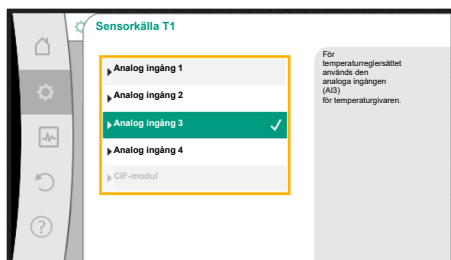 Sensorkälla T1
Analog ingång 1
Analog ingång 2
Analog ingång 3
Analog ingång 4
CIF-modul
För
temperaturreglersättet
används den
analoga ingången
(AI3)
för temperaturgivaren.